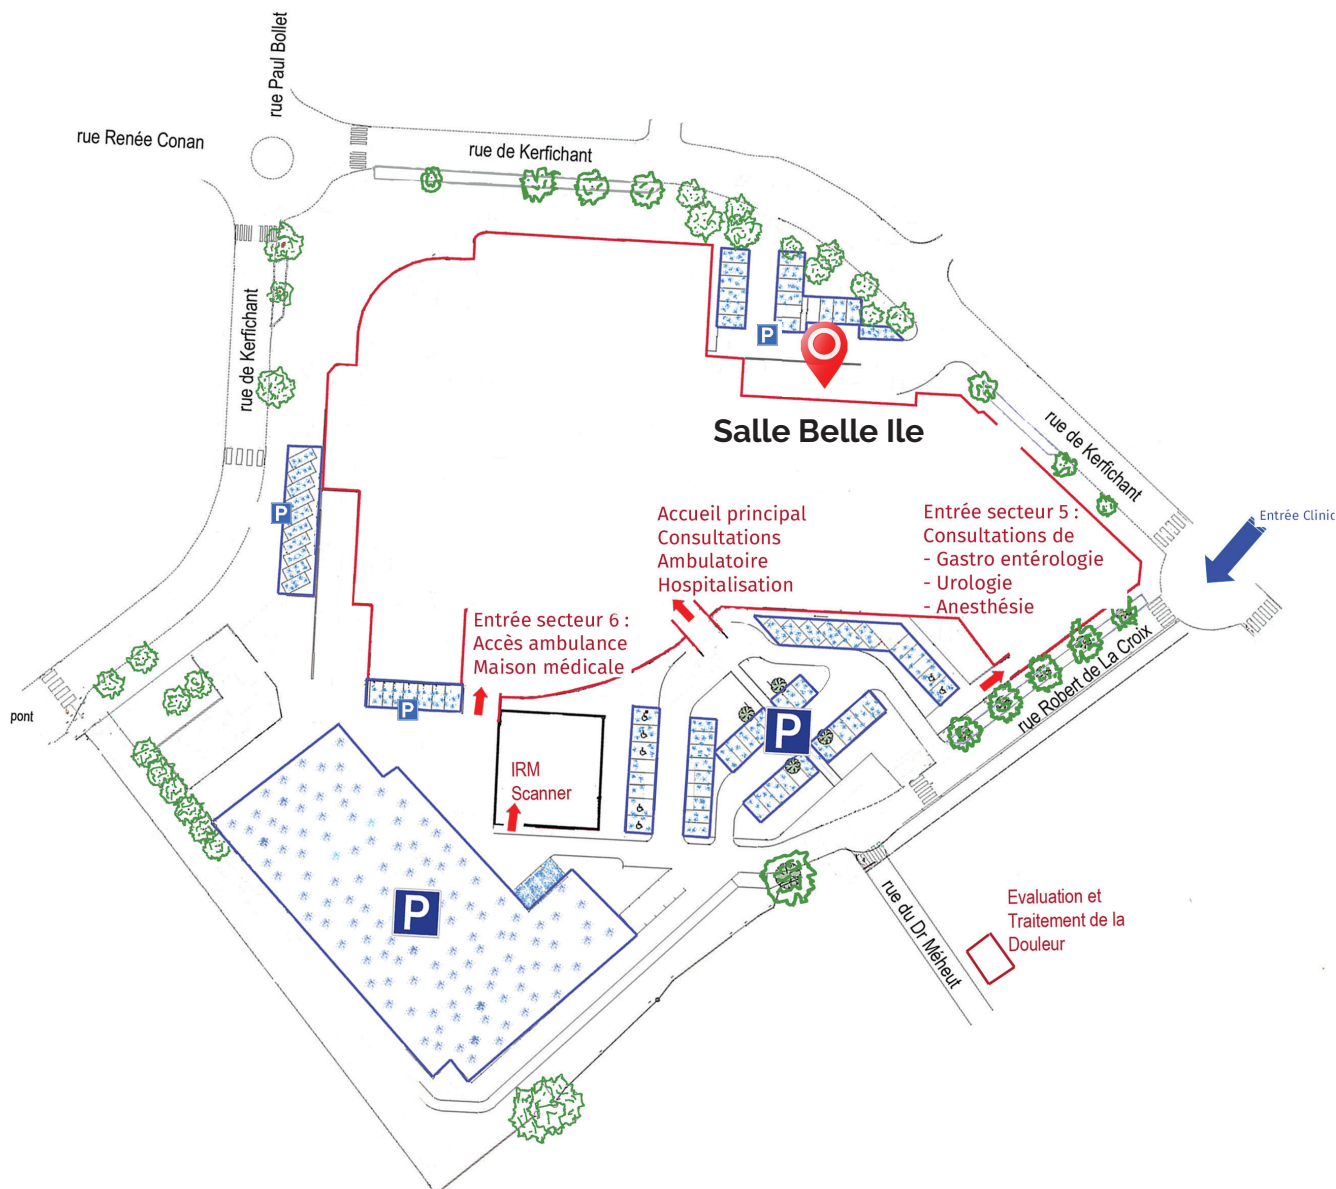 rue Paul Bollet
rue Renée Conan
rue de Kerfichant
P
rue de Kerfichant
Salle Belle Ile
rue de Kerfichant
P
Accueil principal
Consultations
Ambulatoire
Hospitalisation
Entrée secteur 5 :
Consultations de
- Gastro entérologie
- Urologie
- Anesthésie
Entrée Clinic
Entrée secteur 6 :
Accès ambulance
Maison médicale
rue Robert de La Croix
pont
P
P
IRM
Scanner
P
rue du Dr Méheut
Evaluation et
Traitement de la
Douleur